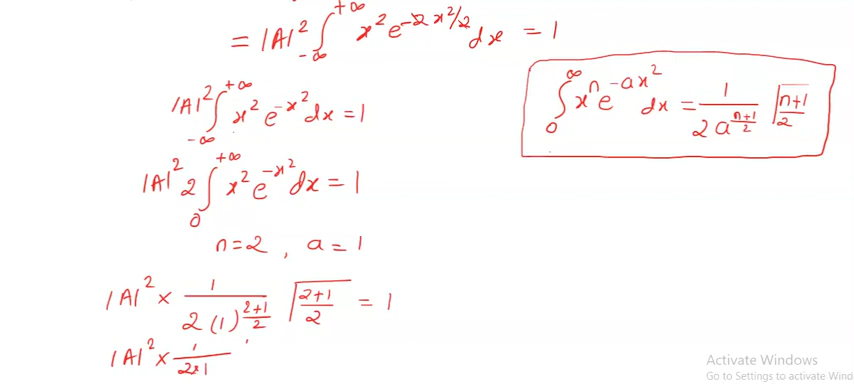 = |A|² ∫_{-∞}^{+∞} x² e^{-2x²/2} dx = 1
∫_0^∞ xⁿ e^{-ax²} dx = 1 / (2 a^{(n+1)/2}) Γ((n+1)/2)
|A|² ∫_{-∞}^{+∞} x² e^{-x²} dx = 1
|A|² 2 ∫_0^{+∞} x² e^{-x²} dx = 1
n = 2 , a = 1
|A|² × 1 / (2 (1)^{(2+1)/2}) Γ((2+1)/2) = 1
|A|² × 1 / (2×1)
Activate Windows
Go to Settings to activate Wind